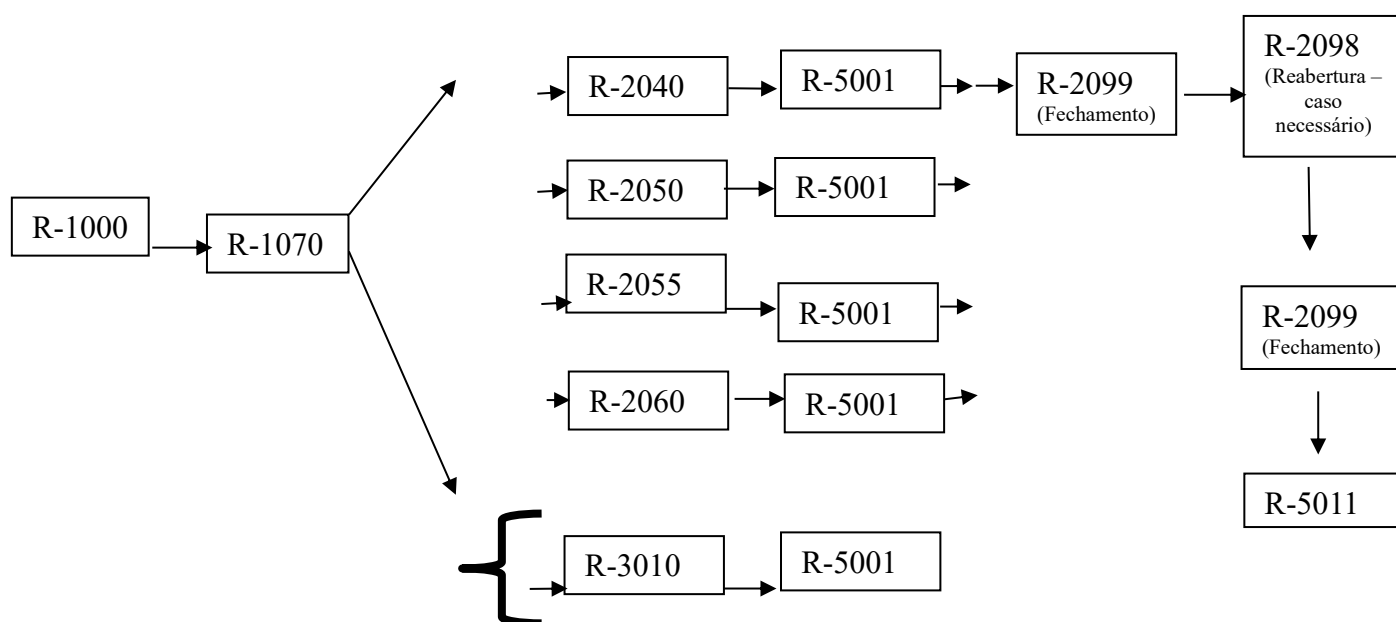 R-1000
R-1070
R-2040
R-5001
R-2099
(Fechamento)
R-2098
(Reabertura –
caso
necessário)
R-2050
R-5001
R-2055
R-5001
R-2099
(Fechamento)
R-2060
R-5001
R-5011
R-3010
R-5001